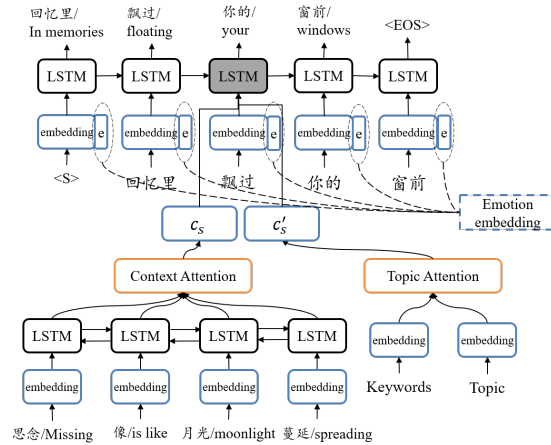 回忆里/ 飘过/ 你的/ 窗前/
In memories floating your windows <EOS>
LSTM LSTM LSTM LSTM LSTM
embedding e embedding e embedding e embedding e embedding e
<S> 回忆里 飘过 你的 窗前
Emotion
embedding
cₛ c′ₛ
Context Attention Topic Attention
LSTM LSTM LSTM LSTM
embedding embedding
embedding embedding embedding embedding
Keywords Topic
思念/Missing 像/is like 月光/moonlight 蔓延/spreading